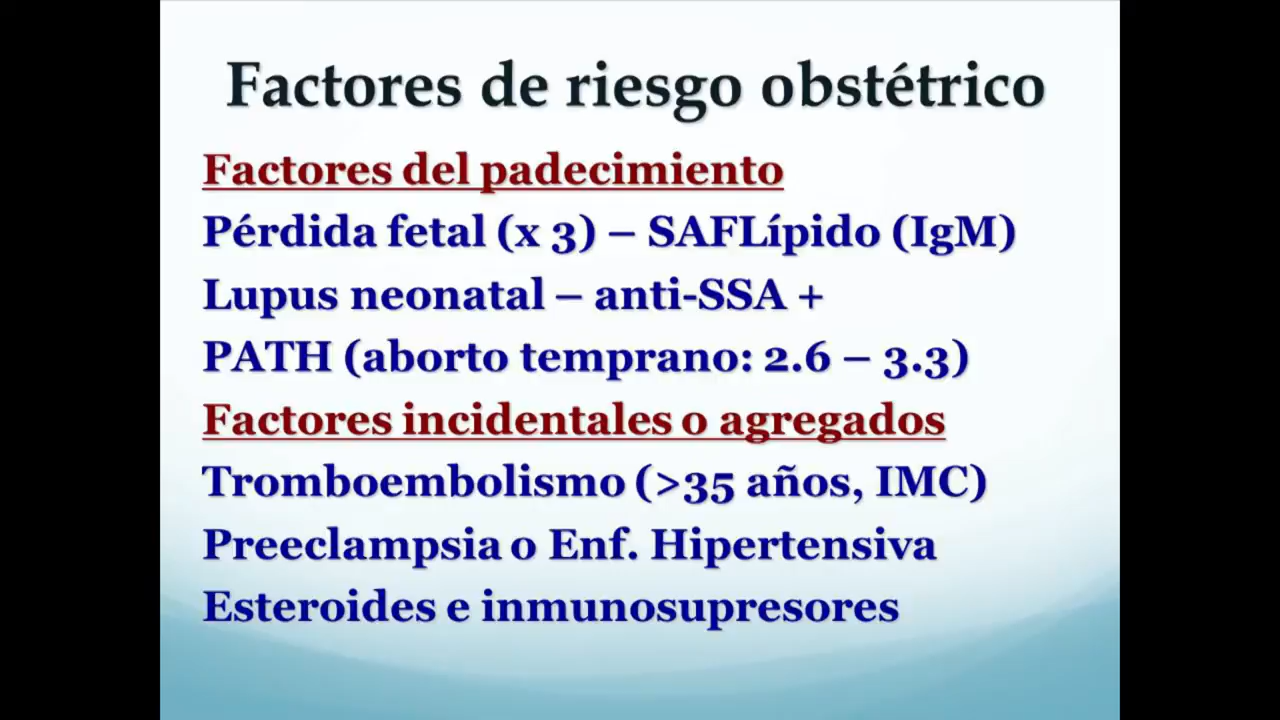 Factores de riesgo obstétrico
Factores del padecimiento
Pérdida fetal (x 3) – SAFLípido (IgM)
Lupus neonatal – anti-SSA +
PATH (aborto temprano: 2.6 – 3.3)
Factores incidentales o agregados
Tromboembolismo (>35 años, IMC)
Preeclampsia o Enf. Hipertensiva
Esteroides e inmunosupresores